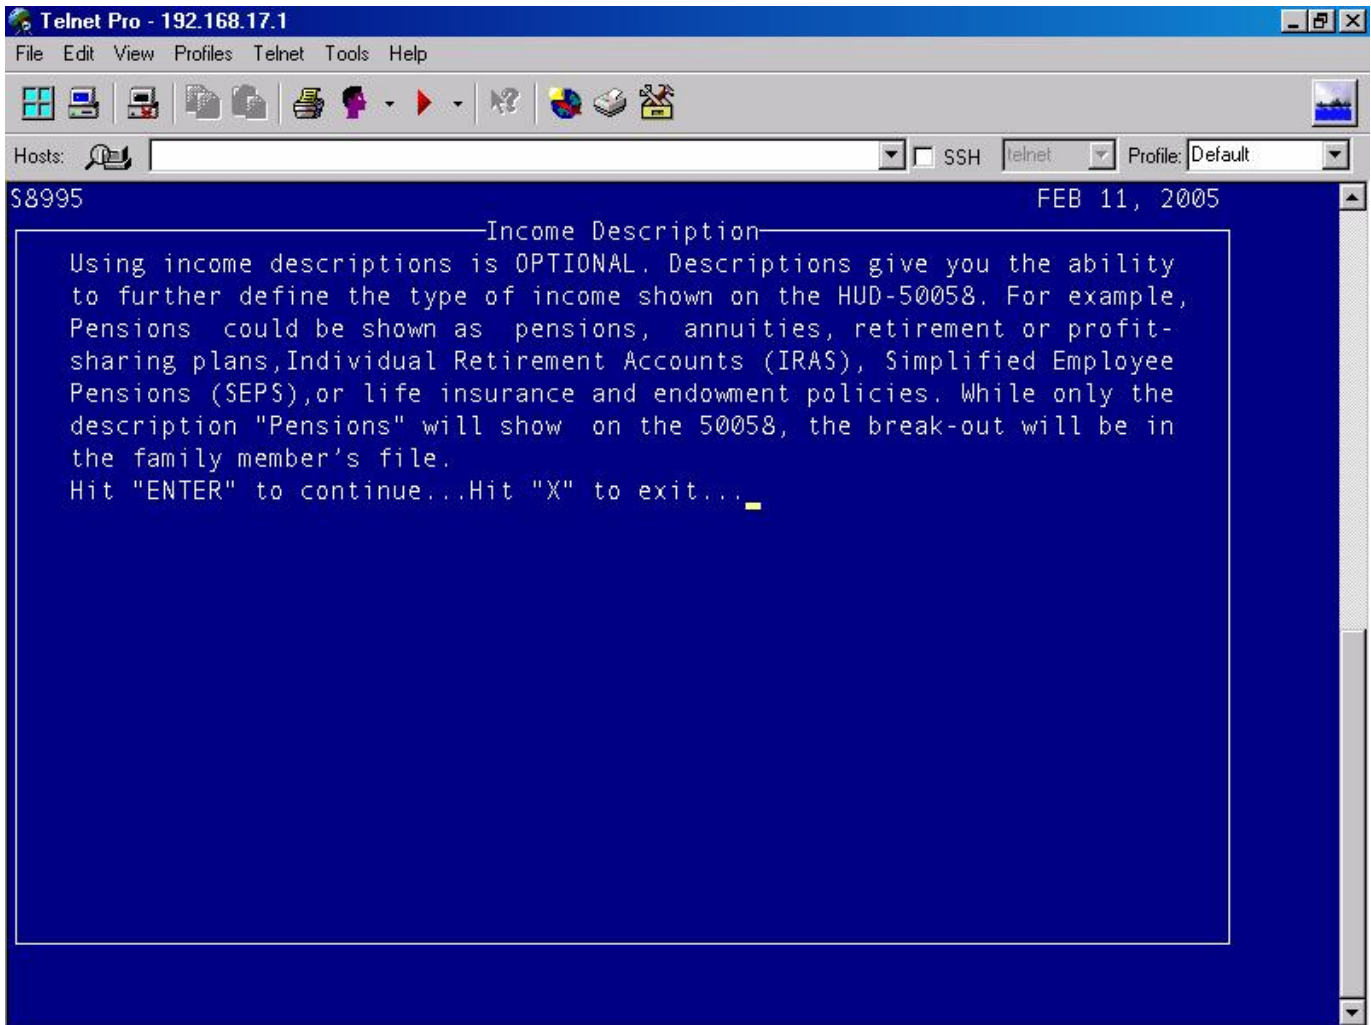 Telnet Pro - 192.168.17.1
File Edit View Profiles Telnet Tools Help
Hosts: SSH telnet Profile: Default
S8995 FEB 11, 2005
Income Description
Using income descriptions is OPTIONAL. Descriptions give you the ability
to further define the type of income shown on the HUD-50058. For example,
Pensions  could be shown as  pensions,  annuities, retirement or profit-
sharing plans,Individual Retirement Accounts (IRAS), Simplified Employee
Pensions (SEPS),or life insurance and endowment policies. While only the
description "Pensions" will show  on the 50058, the break-out will be in
the family member's file.
Hit "ENTER" to continue...Hit "X" to exit...